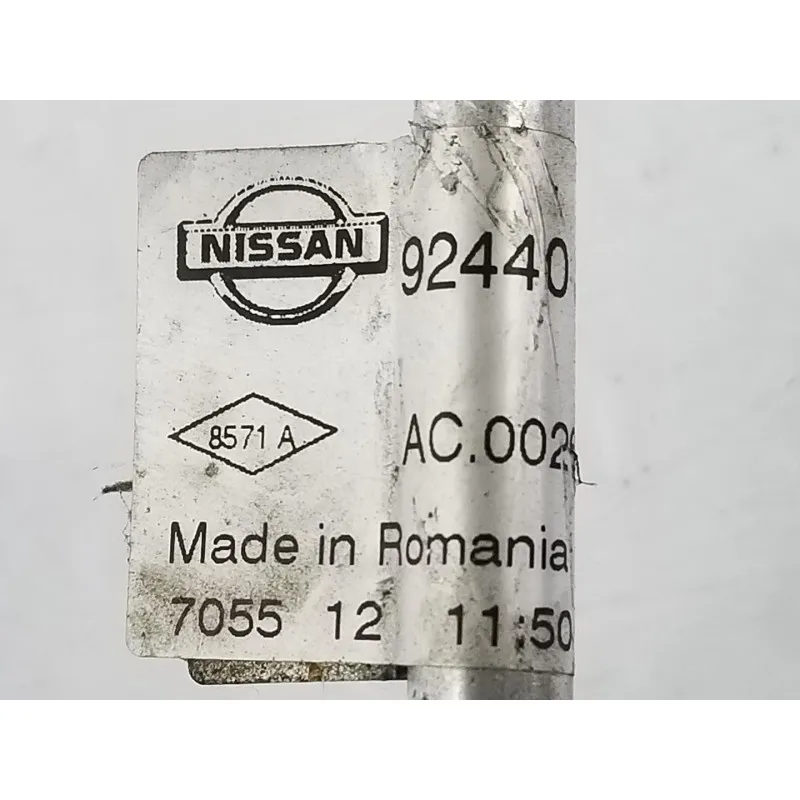 NISSAN 92440
8571 A AC.002
Made in Romania
7055 12 11:50